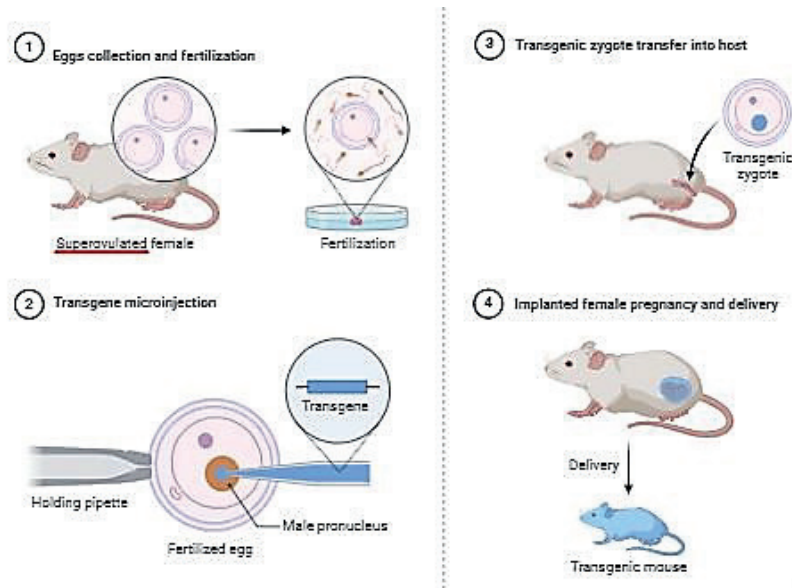 1 Eggs collection and fertilization
Superovulated female
Fertilization
2 Transgene microinjection
Transgene
Holding pipette
Male pronucleus
Fertilized egg
3 Transgenic zygote transfer into host
Transgenic
zygote
4 Implanted female pregnancy and delivery
Delivery
Transgenic mouse